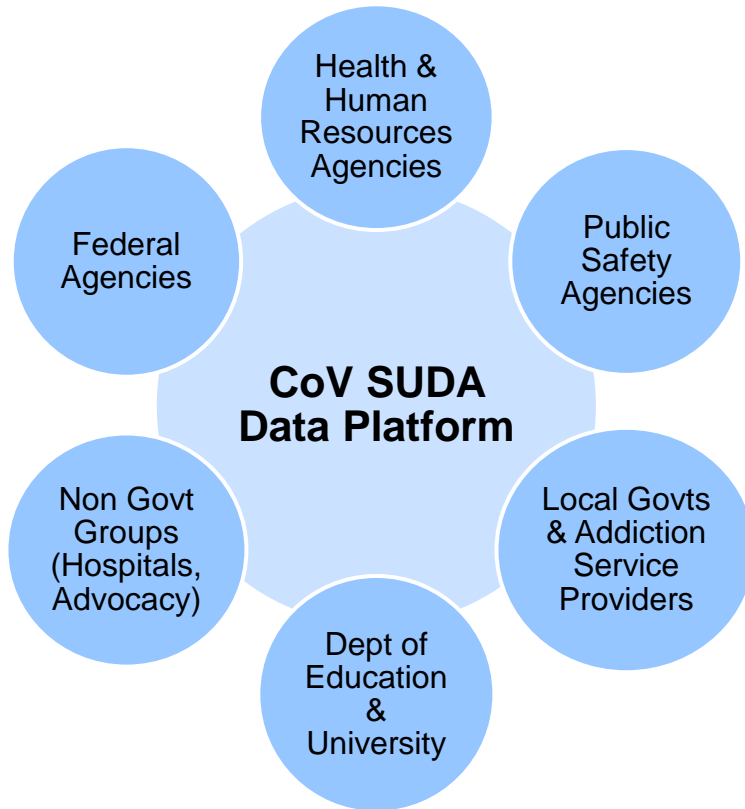 Health &
Human
Resources
Agencies
Federal
Agencies
Public
Safety
Agencies
CoV SUDA
Data Platform
Non Govt
Groups
(Hospitals,
Advocacy)
Local Govts
& Addiction
Service
Providers
Dept of
Education
&
University